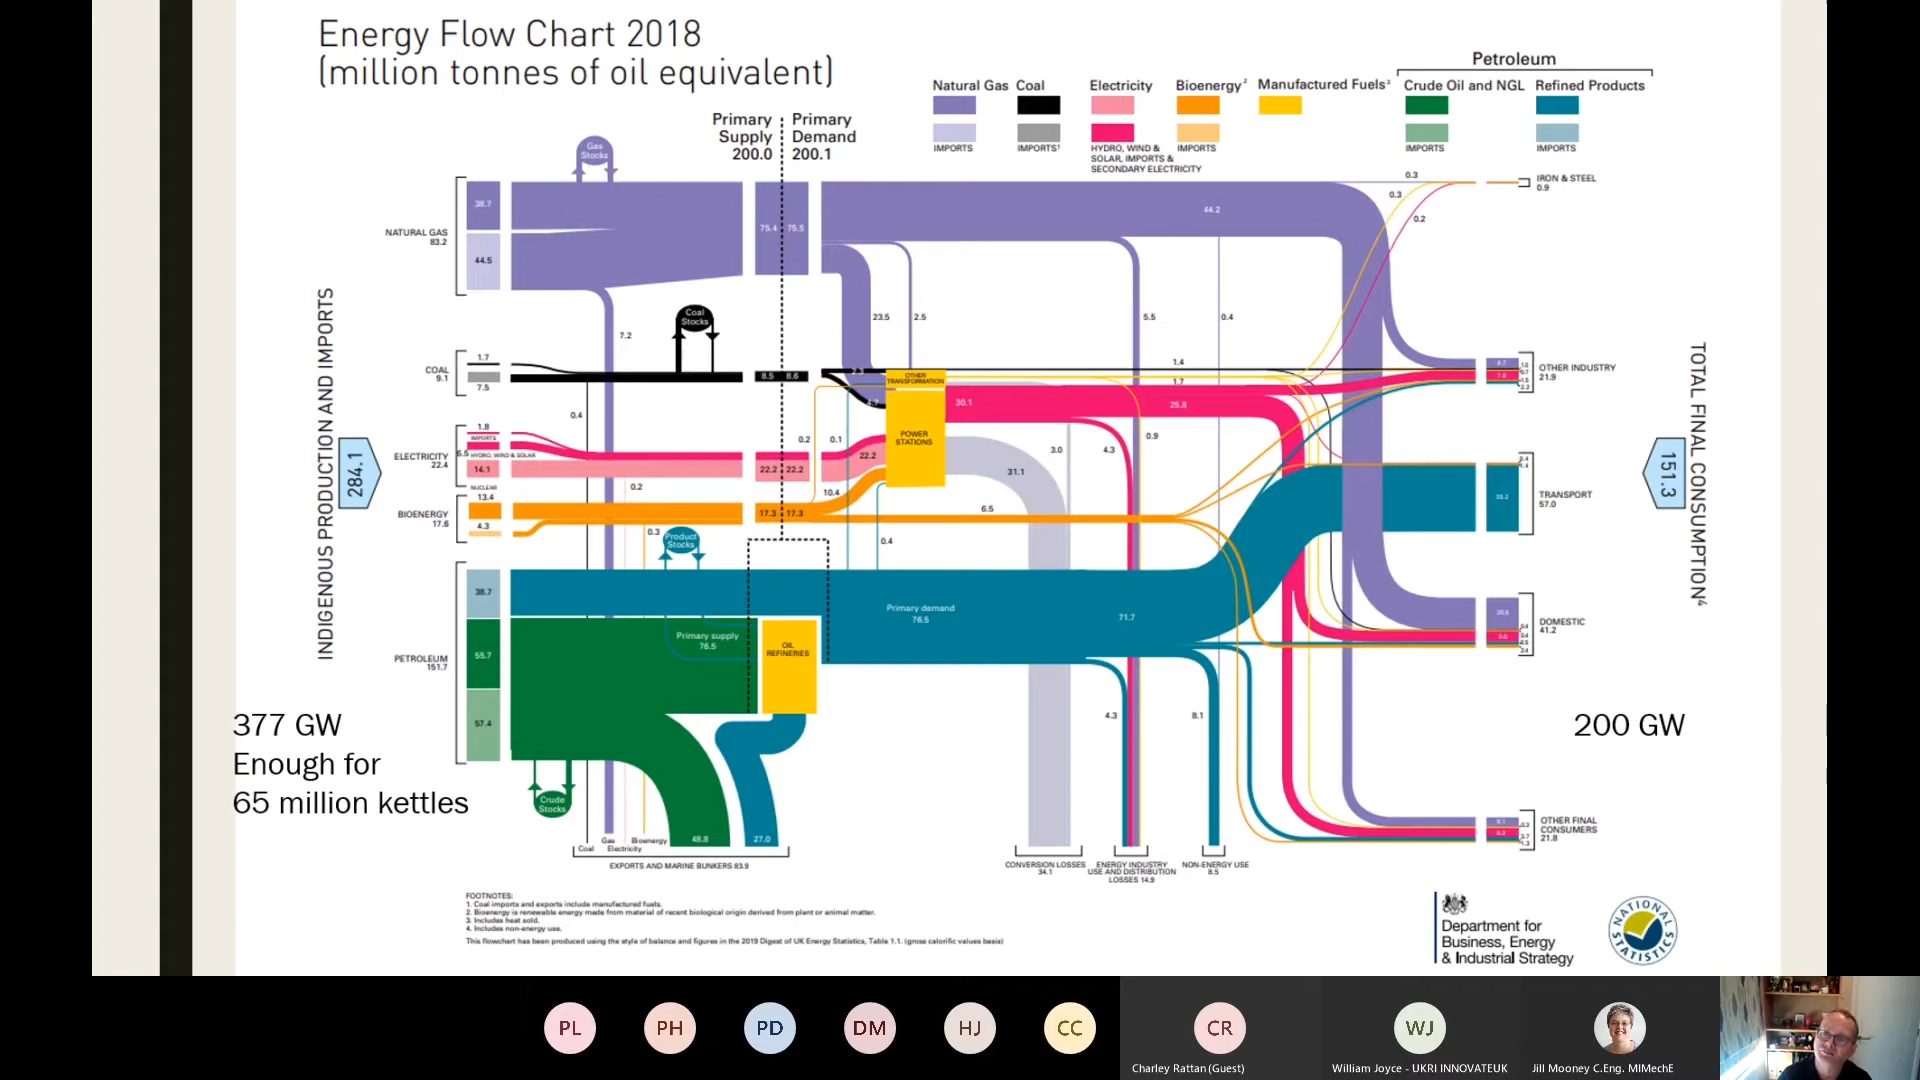 Energy Flow Chart 2018
(million tonnes of oil equivalent)
Petroleum
Natural Gas
Coal
Electricity
Bioenergy²
Manufactured Fuels³
Crude Oil and NGL
Refined Products
IMPORTS
IMPORTS¹
HYDRO, WIND &
SOLAR, IMPORTS &
SECONDARY ELECTRICITY
IMPORTS
IMPORTS
IMPORTS
Primary
Supply
200.0
Primary
Demand
200.1
Gas
Stocks
INDIGENOUS PRODUCTION AND IMPORTS
284.1
NATURAL GAS
83.2
38.7
44.5
75.4
75.5
44.2
7.2
23.5
2.5
5.5
0.4
0.3
0.3
0.2
IRON & STEEL
0.9
Coal
Stocks
COAL
9.1
1.7
7.5
8.5
8.6
0.4
OTHER
TRANSFORMATION
1.4
1.7
OTHER INDUSTRY
21.9
ELECTRICITY
22.4
1.8
IMPORTS
6.5
HYDRO, WIND & SOLAR
14.1
NUCLEAR
22.2
22.2
0.2
0.1
22.2
POWER
STATIONS
30.1
25.8
3.0
4.3
0.9
31.1
BIOENERGY
17.6
13.4
4.3
0.2
0.3
17.3
17.3
10.4
6.5
0.4
55.2
TRANSPORT
57.0
TOTAL FINAL CONSUMPTION⁴
151.3
Product
Stocks
PETROLEUM
151.7
38.7
55.7
57.4
Primary supply
76.5
OIL
REFINERIES
Primary demand
76.5
71.7
DOMESTIC
41.2
4.3
8.1
Crude
Stocks
48.8
27.0
Coal
Gas
Electricity
Bioenergy
EXPORTS AND MARINE BUNKERS 83.9
CONVERSION LOSSES
34.1
ENERGY INDUSTRY
USE AND DISTRIBUTION
LOSSES 14.9
NON-ENERGY USE
8.5
OTHER FINAL
CONSUMERS
21.8
377 GW
Enough for
65 million kettles
200 GW
FOOTNOTES:
1. Coal imports and exports include manufactured fuels.
2. Bioenergy is renewable energy made from material of recent biological origin derived from plant or animal matter.
3. Includes heat sold.
4. Includes non-energy use.
This flowchart has been produced using the style of balance and figures in the 2019 Digest of UK Energy Statistics, Table 1.1. (gross calorific values basis)
Department for
Business, Energy
& Industrial Strategy
NATIONAL STATISTICS
PL
PH
PD
DM
HJ
CC
CR
WJ
Charley Rattan (Guest)
William Joyce - UKRI INNOVATEUK
Jill Mooney C.Eng. MIMechE